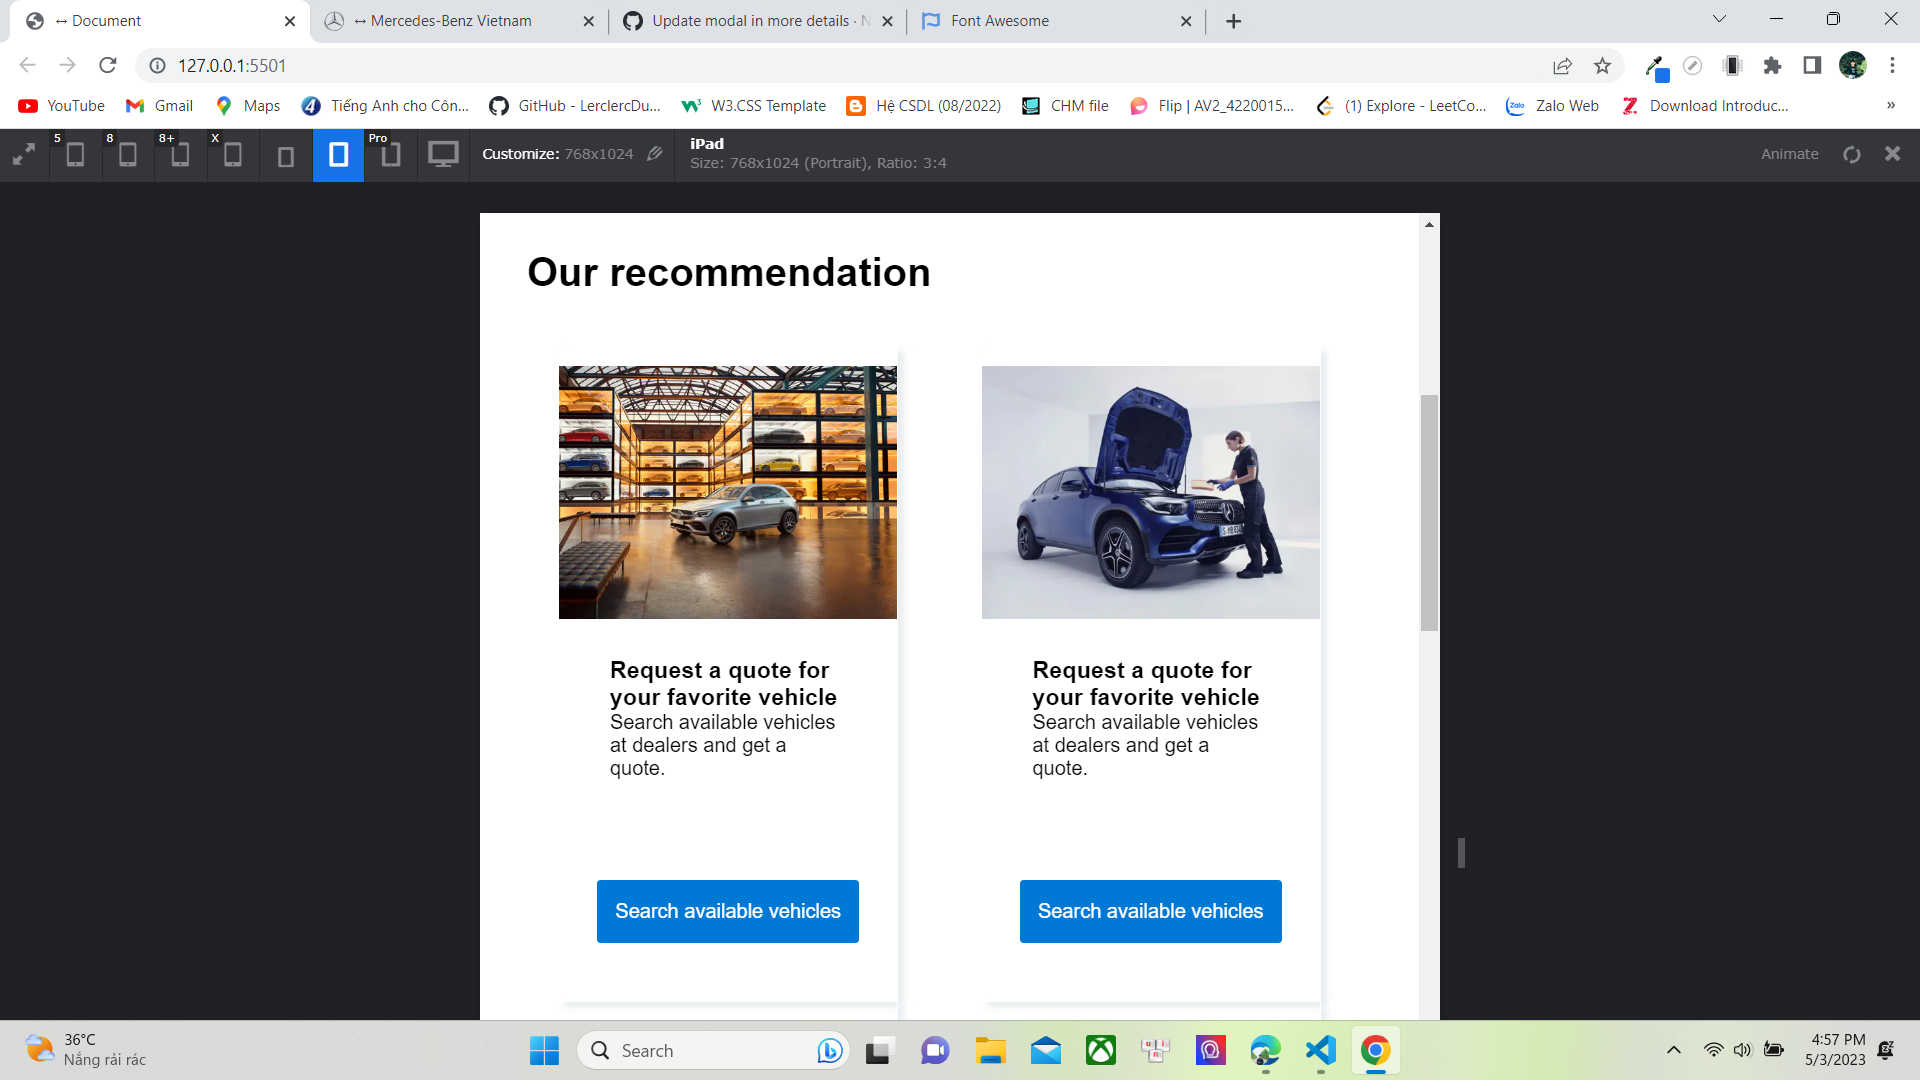 ↔ Document
↔ Mercedes-Benz Vietnam
Update modal in more details ·
Font Awesome
127.0.0.1:5501
YouTube
Gmail
Maps
Tiếng Anh cho Côn...
GitHub - LerclercDu...
W3.CSS Template
Hệ CSDL (08/2022)
CHM file
Flip | AV2_4220015...
(1) Explore - LeetCo...
Zalo Web
Download Introduc...
»
5
8
8+
X
Pro
Customize: 768x1024
iPad
Size: 768x1024 (Portrait), Ratio: 3:4
Animate
Our recommendation
Request a quote for
your favorite vehicle
Search available vehicles
at dealers and get a
quote.
Search available vehicles
Request a quote for
your favorite vehicle
Search available vehicles
at dealers and get a
quote.
Search available vehicles
36°C
Nắng rải rác
Search
4:57 PM
5/3/2023